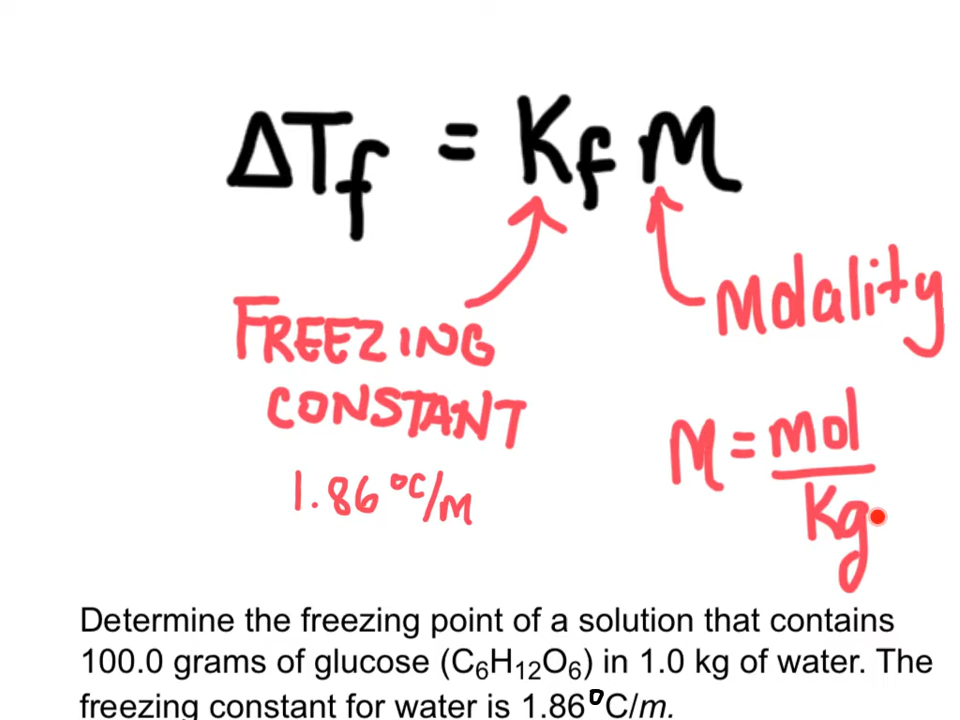 ΔTf = Kf m
FREEZING
CONSTANT
1.86 °C/m
molality
m = mol
Kg
Determine the freezing point of a solution that contains
100.0 grams of glucose (C₆H₁₂O₆) in 1.0 kg of water. The
freezing constant for water is 1.86°C/m.